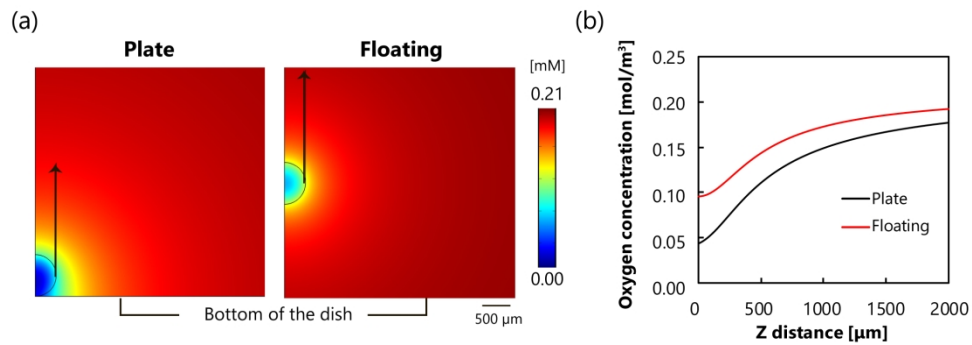 (a)
Plate
Floating
[mM]
0.21
0.00
Bottom of the dish
500 μm
(b)
Oxygen concentration [mol/m³]
0.25
0.20
0.15
0.10
0.05
0.00
Plate
Floating
0 500 1000 1500 2000
Z distance [μm]